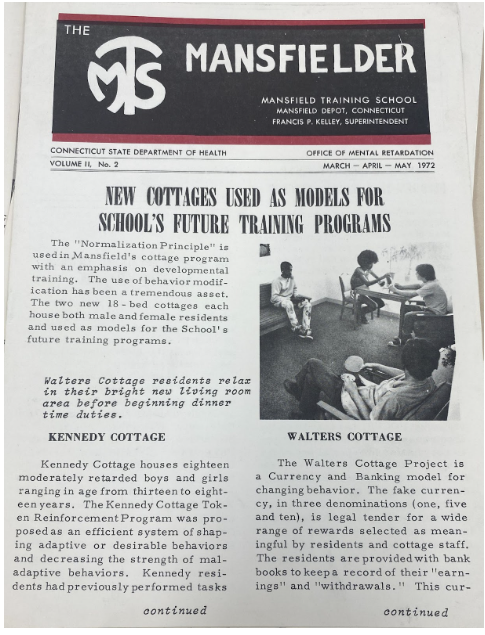 THE
MTS
MANSFIELDER
MANSFIELD TRAINING SCHOOL
MANSFIELD DEPOT, CONNECTICUT
FRANCIS P. KELLEY, SUPERINTENDENT
CONNECTICUT STATE DEPARTMENT OF HEALTH
OFFICE OF MENTAL RETARDATION
VOLUME II, No. 2
MARCH — APRIL — MAY 1972
NEW COTTAGES USED AS MODELS FOR
SCHOOL'S FUTURE TRAINING PROGRAMS
The "Normalization Principle" is
used in Mansfield's cottage program
with an emphasis on developmental
training. The use of behavior modif-
ication has been a tremendous asset.
The two new 18-bed cottages each
house both male and female residents
and used as models for the School's
future training programs.
Walters Cottage residents relax
in their bright new living room
area before beginning dinner
time duties.
KENNEDY COTTAGE
Kennedy Cottage houses eighteen
moderately retarded boys and girls
ranging in age from thirteen to eight-
een years. The Kennedy Cottage Tok-
en Reinforcement Program was pro-
posed as an efficient system of shap-
ing adaptive or desirable behaviors
and decreasing the strength of mal-
adaptive behaviors. Kennedy resi-
dents had previously performed tasks
continued
WALTERS COTTAGE
The Walters Cottage Project is
a Currency and Banking model for
changing behavior. The fake curren-
cy, in three denominations (one, five
and ten), is legal tender for a wide
range of rewards selected as mean-
ingful by residents and cottage staff.
The residents are provided with bank
books to keep a record of their "earn-
ings" and "withdrawals." This cur-
continued